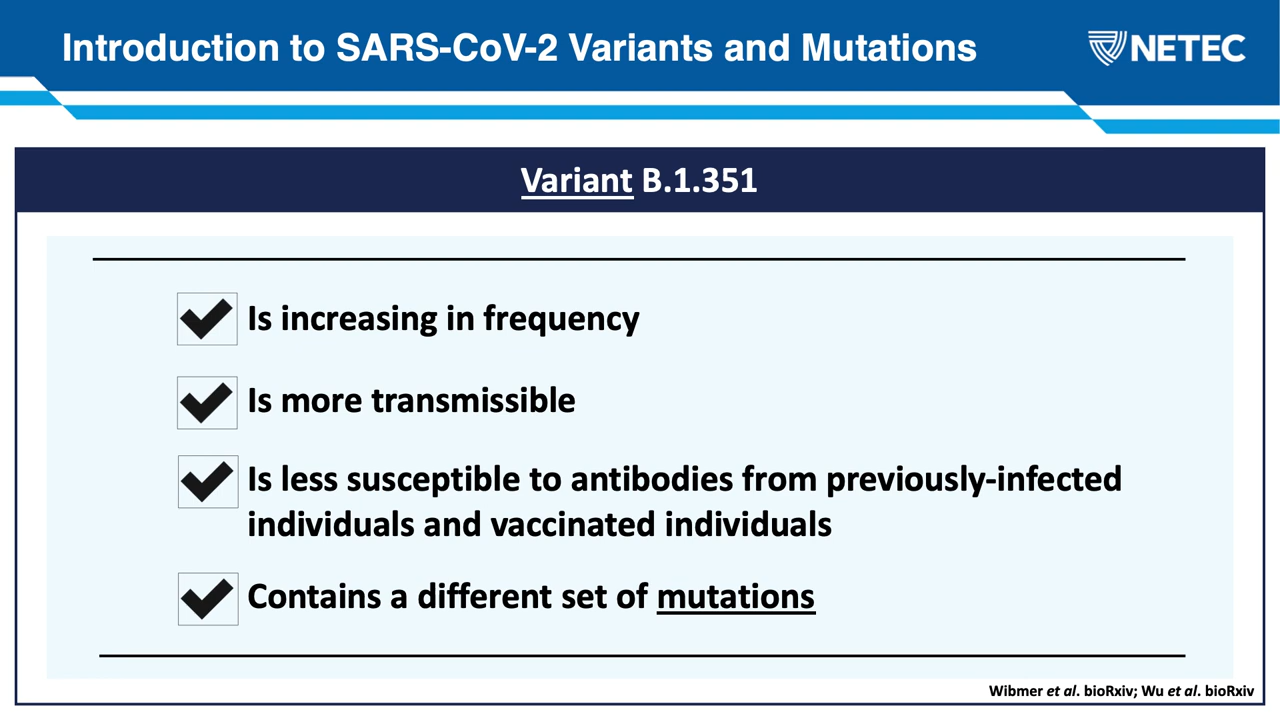 Introduction to SARS-CoV-2 Variants and Mutations
NETEC
Variant B.1.351
Is increasing in frequency
Is more transmissible
Is less susceptible to antibodies from previously-infected
individuals and vaccinated individuals
Contains a different set of mutations
Wibmer et al. bioRxiv; Wu et al. bioRxiv